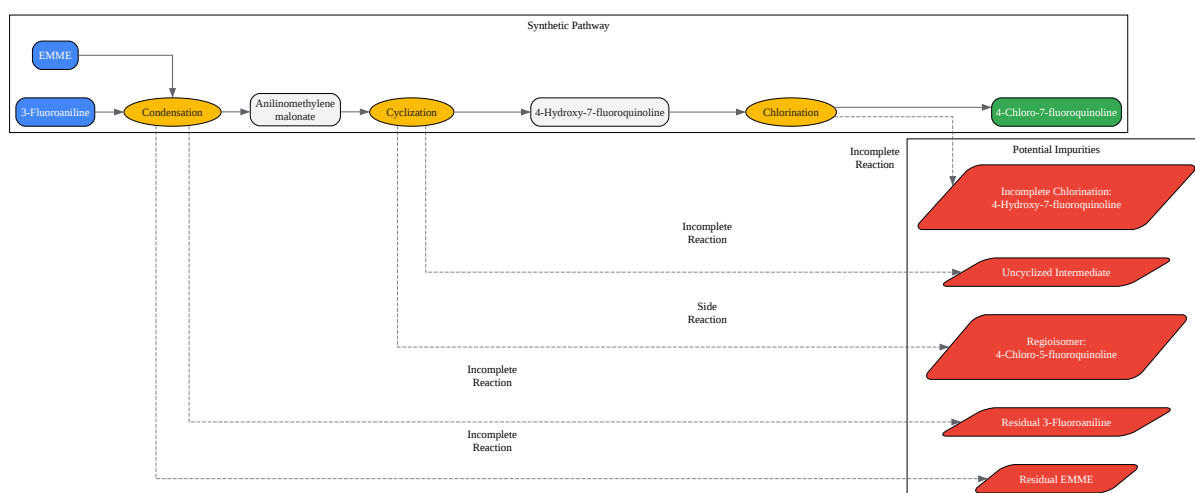 Synthetic Pathway
EMME
3-Fluoroaniline
Condensation
Anilinomethylene
malonate
Cyclization
4-Hydroxy-7-fluoroquinoline
Chlorination
4-Chloro-7-fluoroquinoline
Potential Impurities
Incomplete
Reaction
Incomplete Chlorination:
4-Hydroxy-7-fluoroquinoline
Incomplete
Reaction
Uncyclized Intermediate
Side
Reaction
Regioisomer:
4-Chloro-5-fluoroquinoline
Incomplete
Reaction
Residual 3-Fluoroaniline
Incomplete
Reaction
Residual EMME